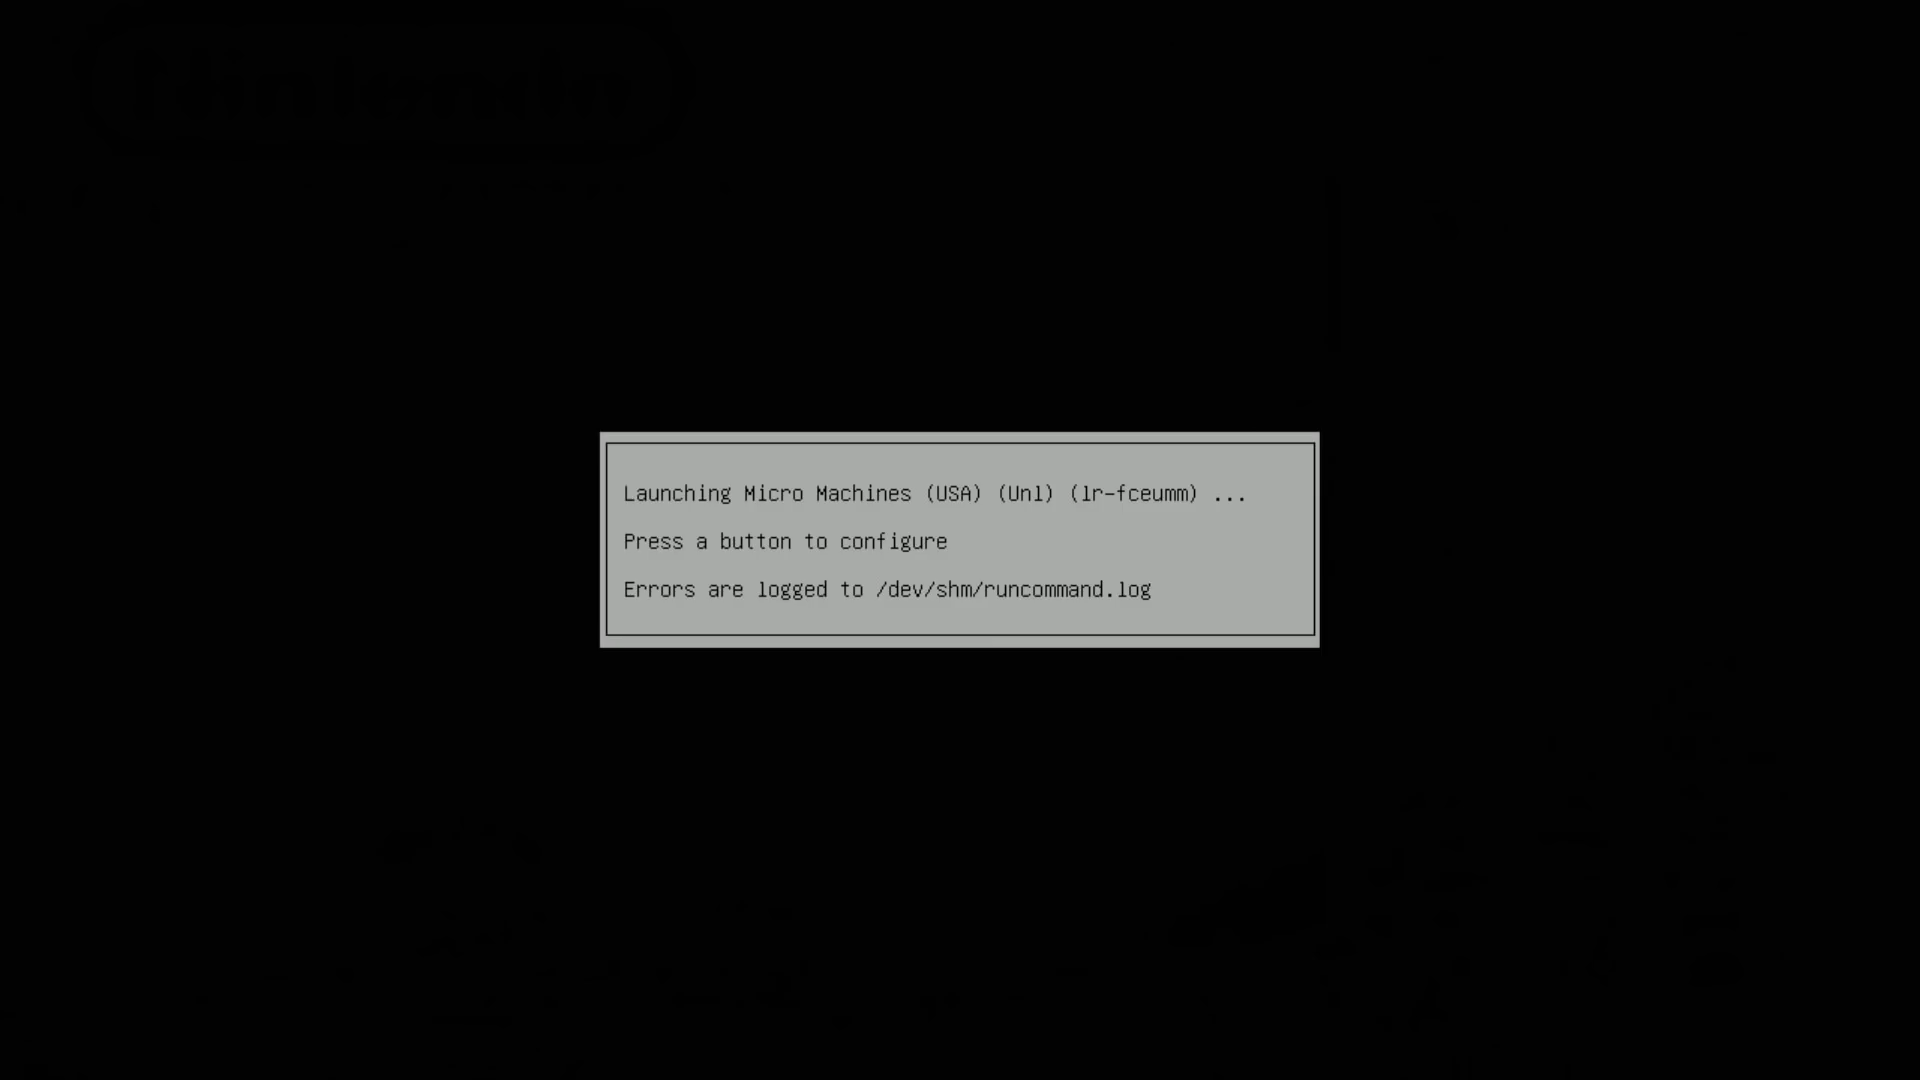 Launching Micro Machines (USA) (Unl) (lr-fceumm) ...
Press a button to configure
Errors are logged to /dev/shm/runcommand.log